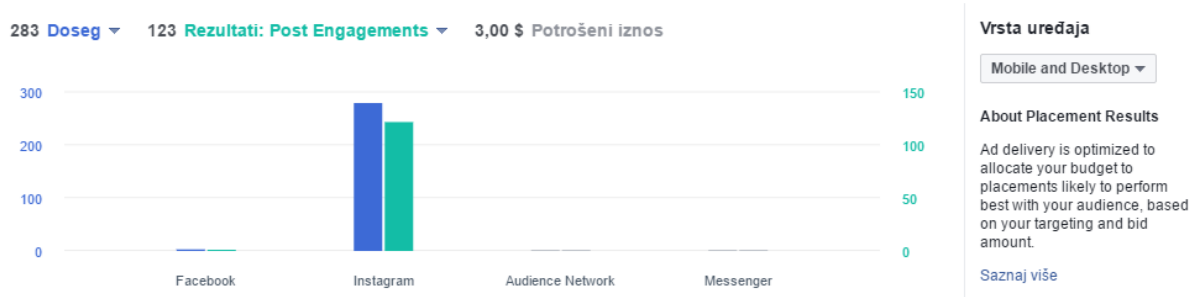 283 Doseg 123 Rezultati: Post Engagements 3,00 $ Potrošeni iznos
300 150
200 100
100 50
0 0
Facebook Instagram Audience Network Messenger
Vrsta uređaja
Mobile and Desktop
About Placement Results
Ad delivery is optimized to
allocate your budget to
placements likely to perform
best with your audience, based
on your targeting and bid
amount.
Saznaj više